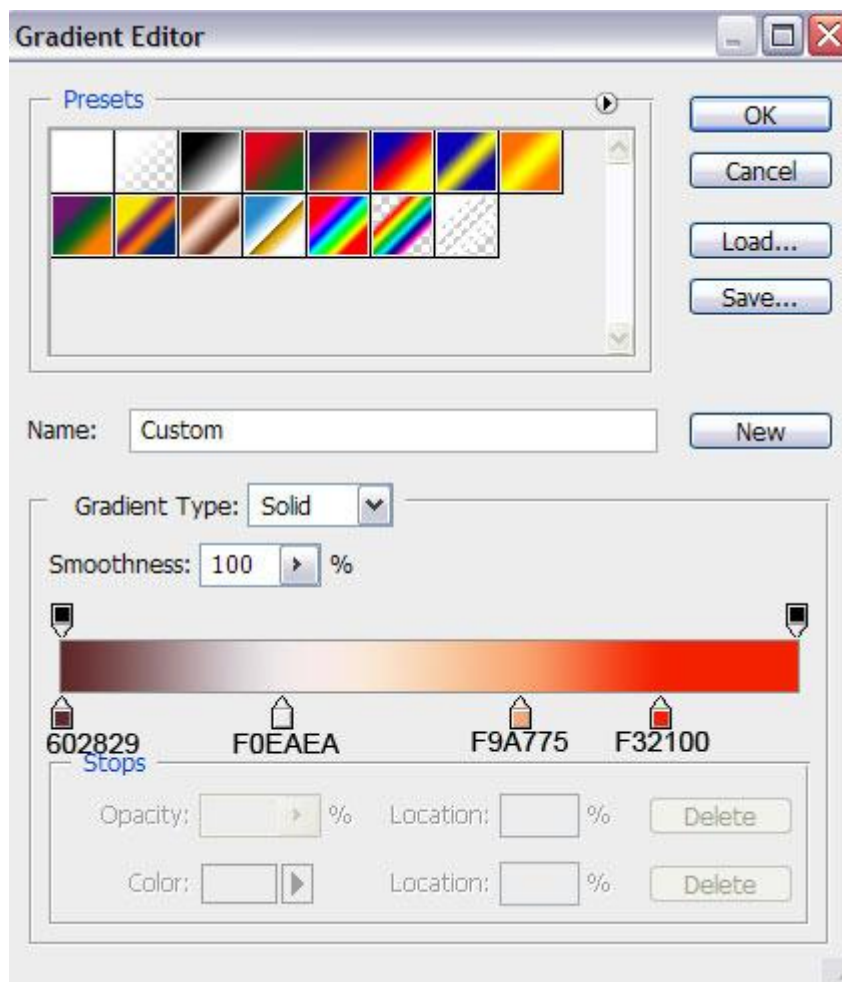 Gradient Editor
Presets
OK
Cancel
Load...
Save...
Name: Custom New
Gradient Type: Solid
Smoothness: 100 %
602829 F0EAEA F9A775 F32100
Stops
Opacity: % Location: % Delete
Color: Location: % Delete